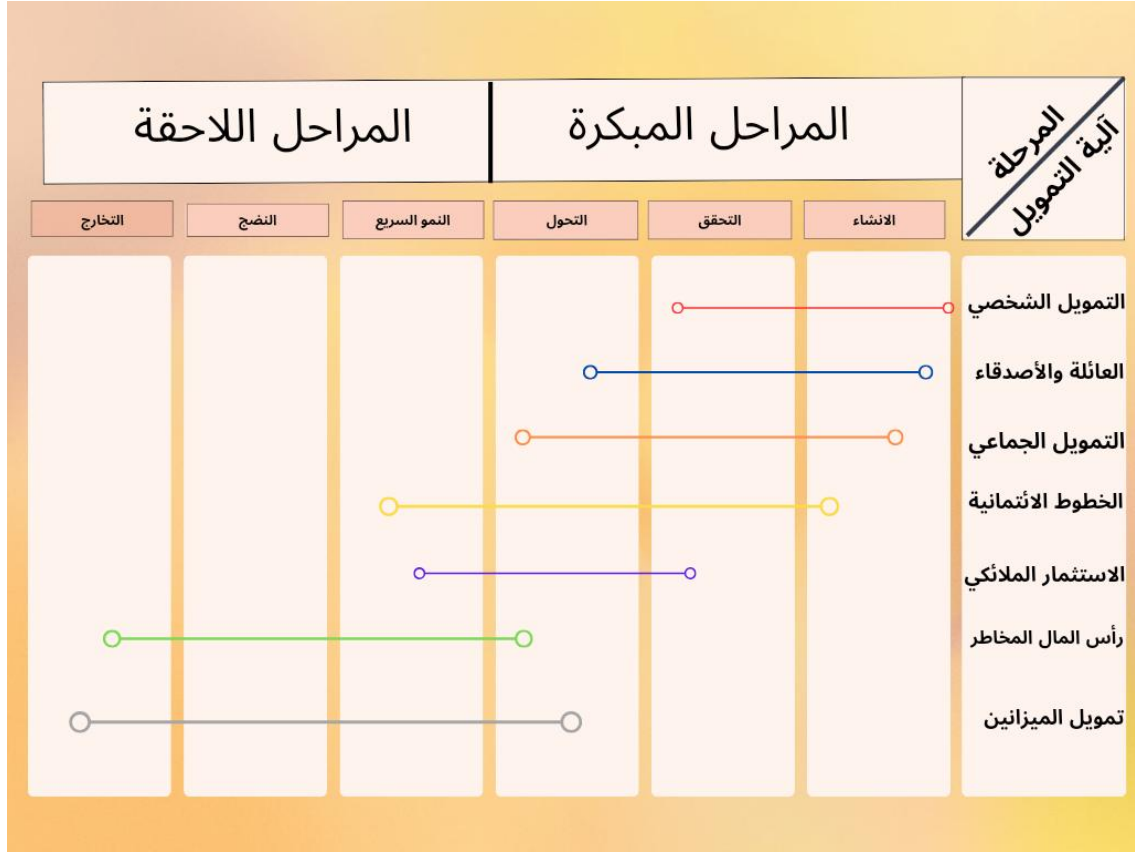 المرحلة
آلية التمويل
المراحل المبكرة
المراحل اللاحقة
الانشاء
التحقق
التحول
النمو السريع
النضج
التخارج
التمويل الشخصي
العائلة والأصدقاء
التمويل الجماعي
الخطوط الائتمانية
الاستثمار الملائكي
رأس المال المخاطر
تمويل الميزانين